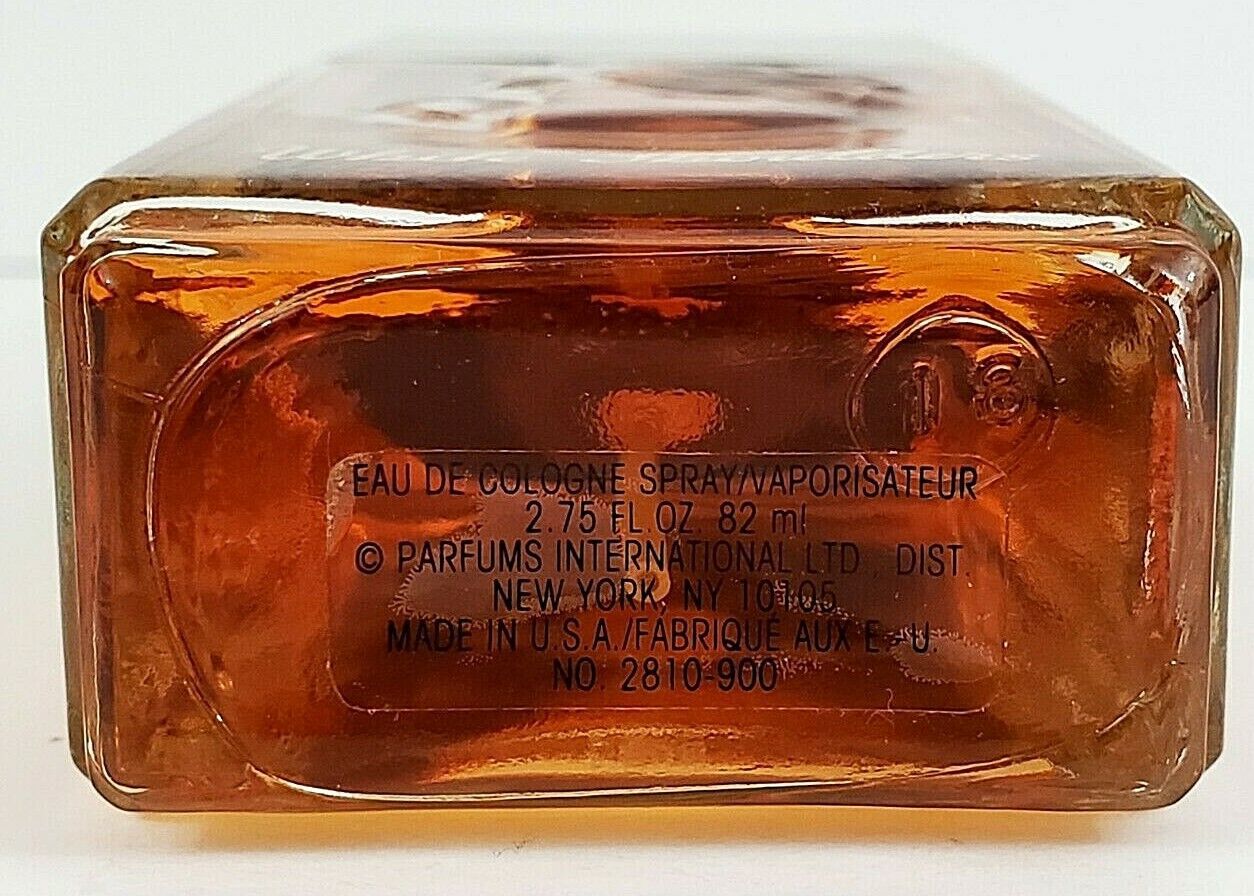 18
EAU DE COLOGNE SPRAY/VAPORISATEUR
2.75 FL.OZ. 82 ml
© PARFUMS INTERNATIONAL LTD., DIST.
NEW YORK, NY 10105
MADE IN U.S.A./FABRIQUÉ AUX E.-U.
NO. 2810-900